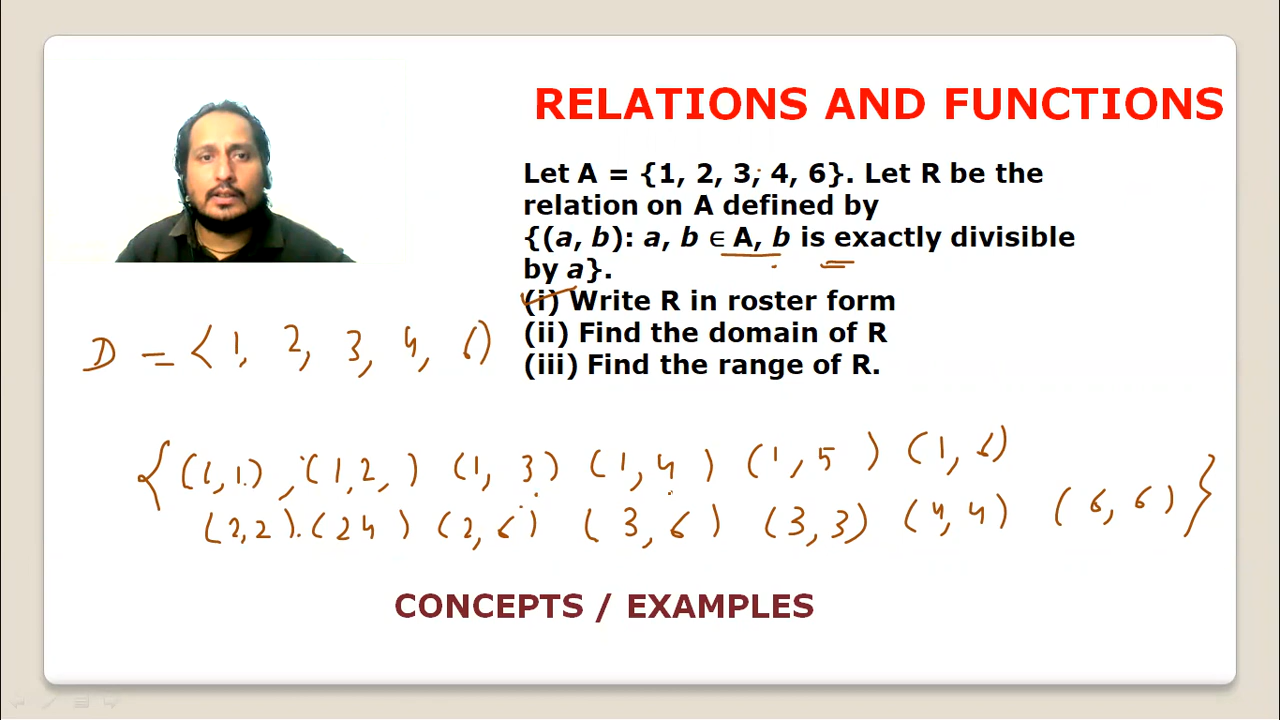 RELATIONS AND FUNCTIONS
Let A = {1, 2, 3, 4, 6}. Let R be the
relation on A defined by
{(a, b): a, b ∈ A, b is exactly divisible
by a}.
(i) Write R in roster form
(ii) Find the domain of R
(iii) Find the range of R.
D = {1, 2, 3, 4, 6}
{(1,1), (1,2,) (1, 3) (1,4) (1,5) (1,6)
(2,2).(24) (2,6) (3,6) (3,3) (4,4) (6,6)}
CONCEPTS / EXAMPLES